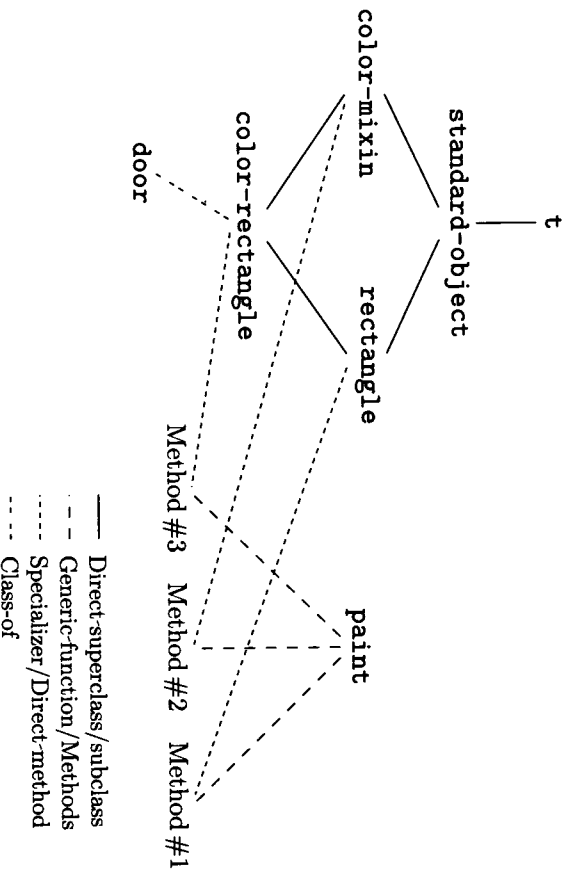 t
standard-object
color-mixin
rectangle
paint
color-rectangle
door
Method #3
Method #2
Method #1
Direct-superclass/subclass
Generic-function/Methods
Specializer/Direct-method
Class-of